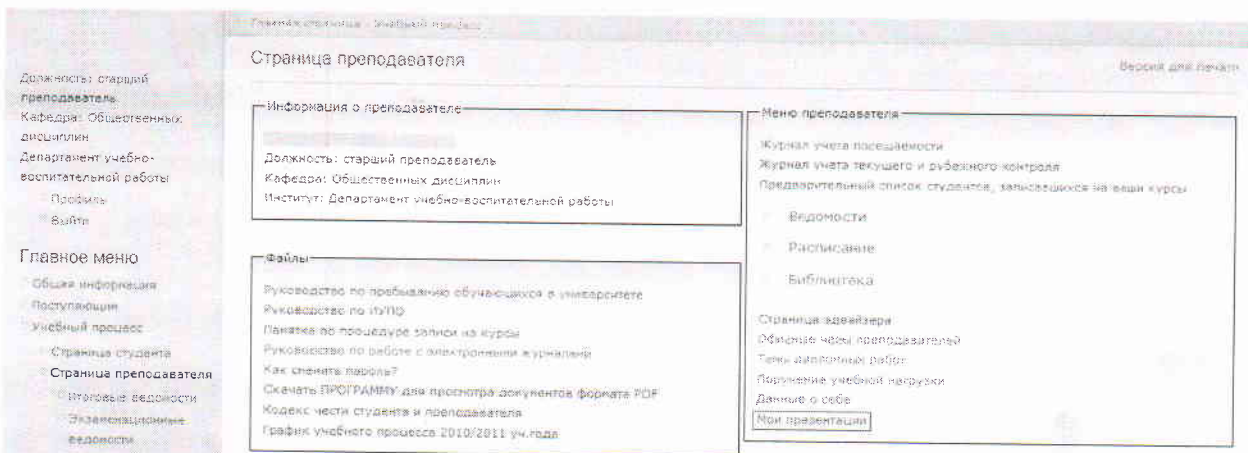 Главная страница - Учебный процесс
Страница преподавателя
Версия для печати
Должность: старший
преподаватель
Кафедра: Общественных
дисциплин
Департамент учебно-
воспитательной работы
Профиль
Выйти
Главное меню
Общая информация
Поступающим
Учебный процесс
Страница студента
Страница преподавателя
Итоговые ведомости
Экзаменационные
ведомости
Информация о преподавателе
Должность: старший преподаватель
Кафедра: Общественных дисциплин
Институт: Департамент учебно-воспитательной работы
Файлы
Руководство по пребыванию обучающихся в университете
Руководство по ИУПО
Памятка по процедуре записи на курсы
Руководство по работе с электронными журналами
Как сменить пароль?
Скачать ПРОГРАММУ для просмотра документов формата PDF
Кодекс чести студента и преподавателя
График учебного процесса 2010/2011 уч.года
Меню преподавателя
Журнал учета посещаемости
Журнал учета текущего и рубежного контроля
Предварительный список студентов, записавшихся на ваши курсы
Ведомости
Расписание
Библиотека
Страница эдвайзера
Офисные часы преподавателей
Темы дипломных работ
Поручение учебной нагрузки
Данные о себе
Мои презентации